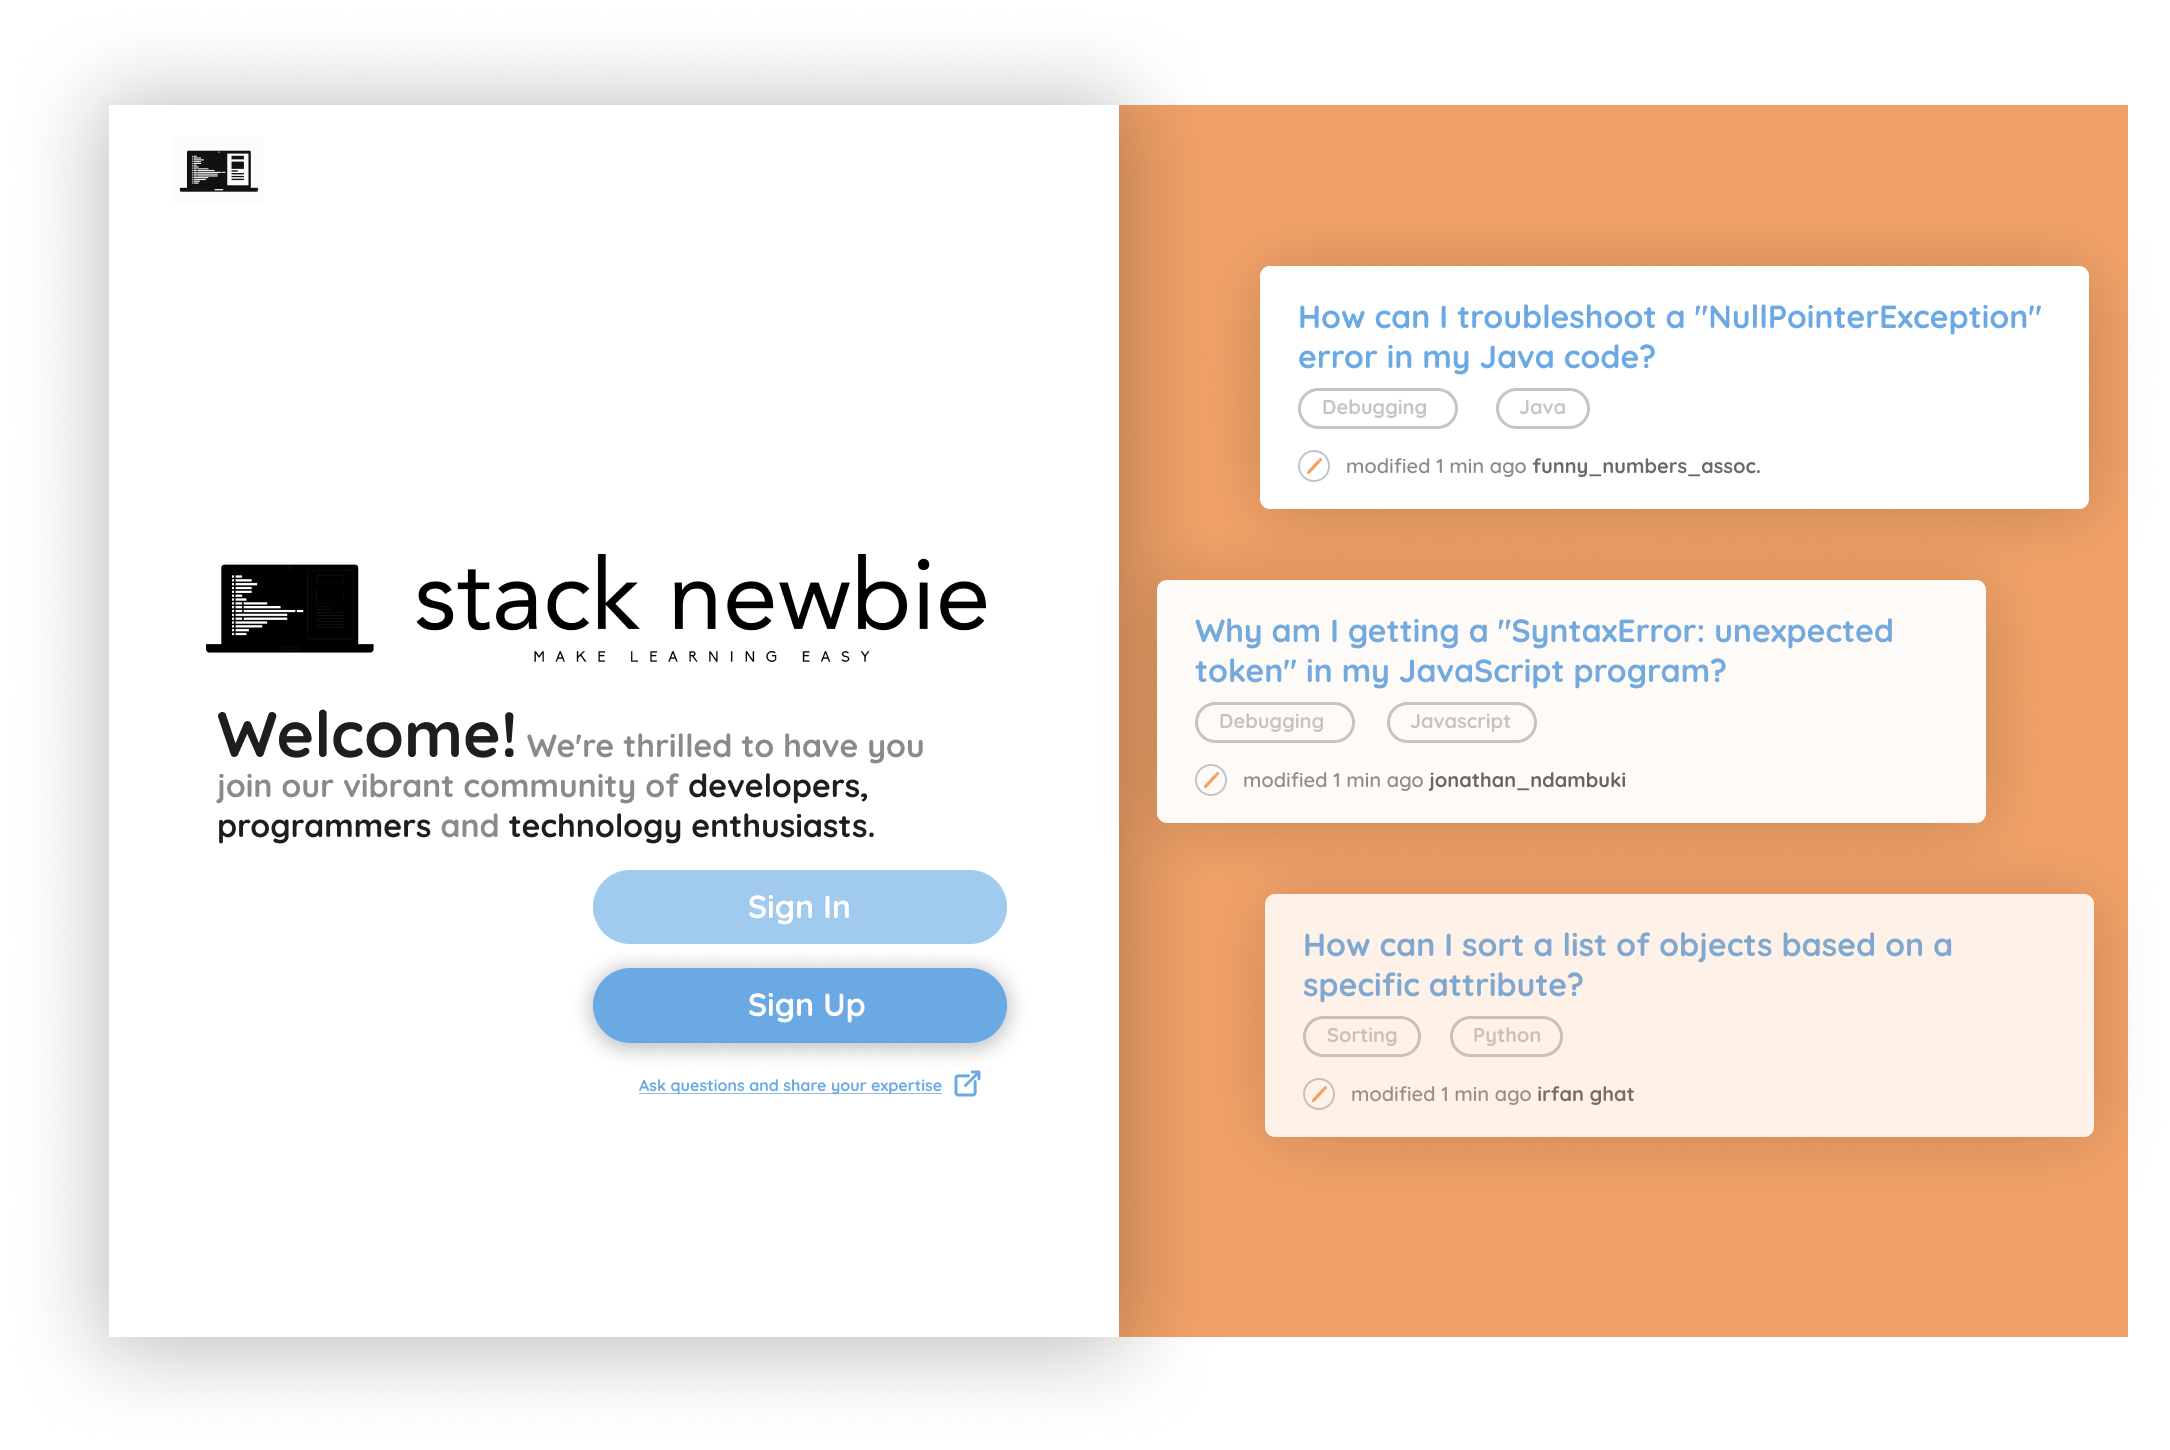 stack newbie
MAKE LEARNING EASY
Welcome! We're thrilled to have you
join our vibrant community of developers,
programmers and technology enthusiasts.
Sign In
Sign Up
Ask questions and share your expertise
How can I troubleshoot a "NullPointerException"
error in my Java code?
Debugging Java
modified 1 min ago funny_numbers_assoc.
Why am I getting a "SyntaxError: unexpected
token" in my JavaScript program?
Debugging Javascript
modified 1 min ago jonathan_ndambuki
How can I sort a list of objects based on a
specific attribute?
Sorting Python
modified 1 min ago irfan ghat